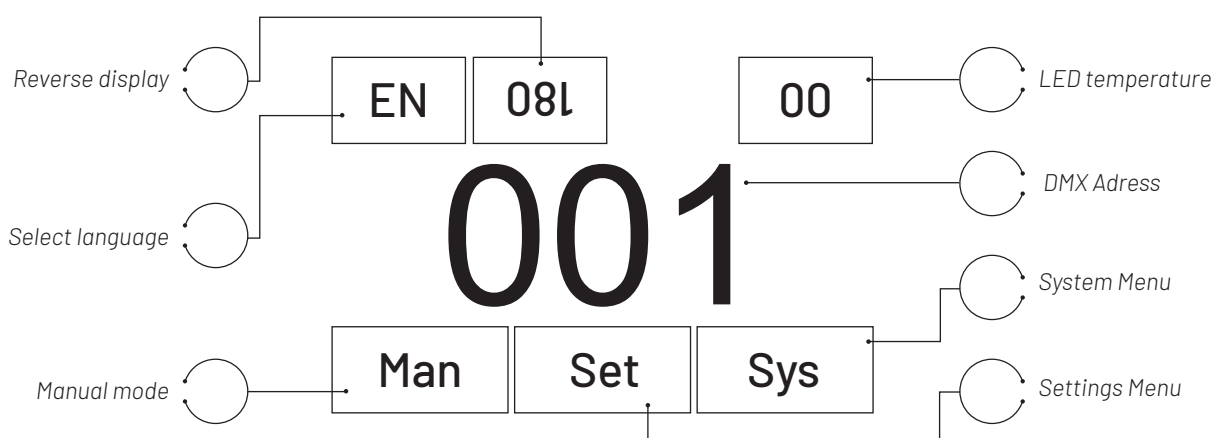 Reverse display
EN
180
00
LED temperature
001
DMX Adress
Select language
System Menu
Man
Set
Sys
Manual mode
Settings Menu